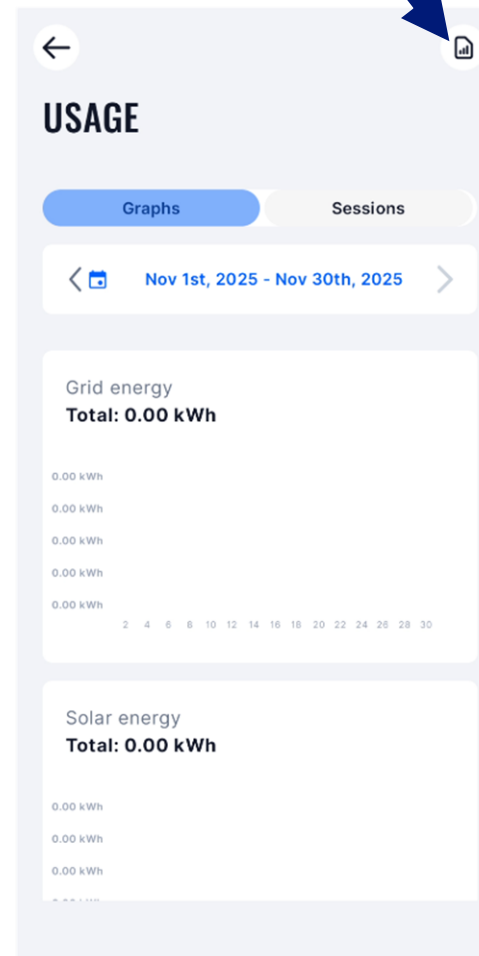 USAGE
Graphs Sessions
Nov 1st, 2025 - Nov 30th, 2025
Grid energy
Total: 0.00 kWh
0.00 kWh
0.00 kWh
0.00 kWh
0.00 kWh
0.00 kWh
2 4 6 8 10 12 14 16 18 20 22 24 26 28 30
Solar energy
Total: 0.00 kWh
0.00 kWh
0.00 kWh
0.00 kWh